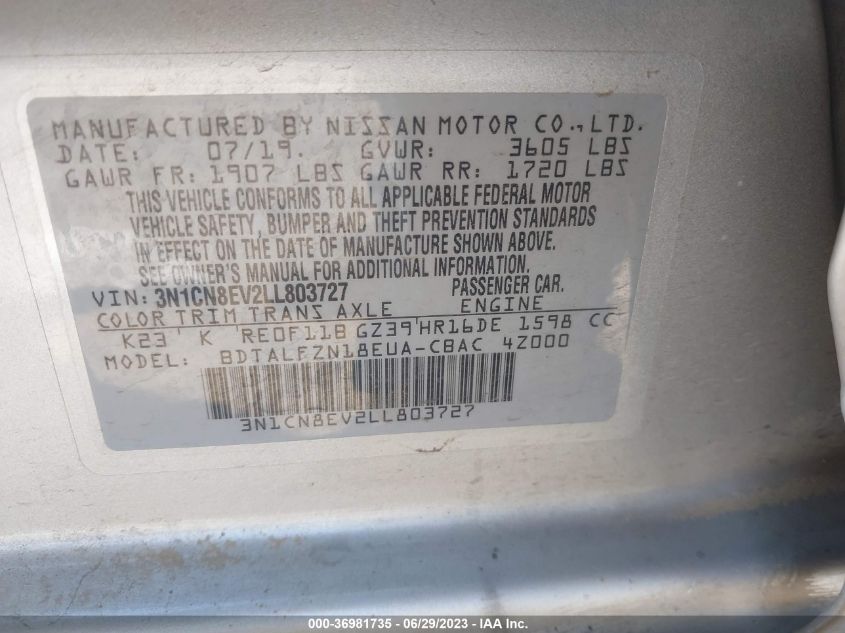 MANUFACTURED BY NISSAN MOTOR CO.,LTD.
DATE: 07/19. GVWR: 3605 LBS
GAWR FR: 1907 LBS GAWR RR: 1720 LBS
THIS VEHICLE CONFORMS TO ALL APPLICABLE FEDERAL MOTOR
VEHICLE SAFETY, BUMPER AND THEFT PREVENTION STANDARDS
IN EFFECT ON THE DATE OF MANUFACTURE SHOWN ABOVE.
SEE OWNER'S MANUAL FOR ADDITIONAL INFORMATION.
VIN: 3N1CN8EV2LL803727 PASSENGER CAR.
COLOR TRIM TRANS AXLE ENGINE
K23 K RE0F11B GZ39 HR16DE 1598 CC
MODEL: BDTALFZN18EUA-CBAC 4Z000
3N1CN8EV2LL803727
000-36981735 - 06/29/2023 - COPYRIGHT IAA, LLC.